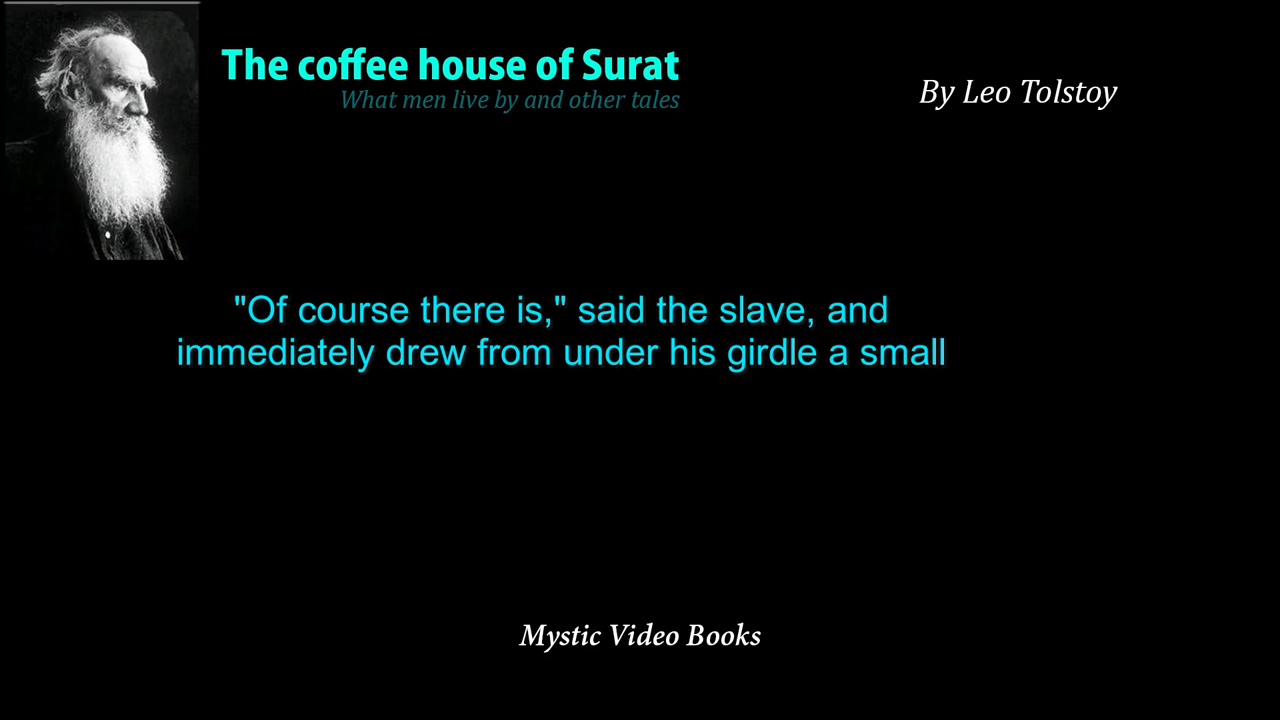 The coffee house of Surat
What men live by and other tales
By Leo Tolstoy
"Of course there is," said the slave, and
immediately drew from under his girdle a small
Mystic Video Books